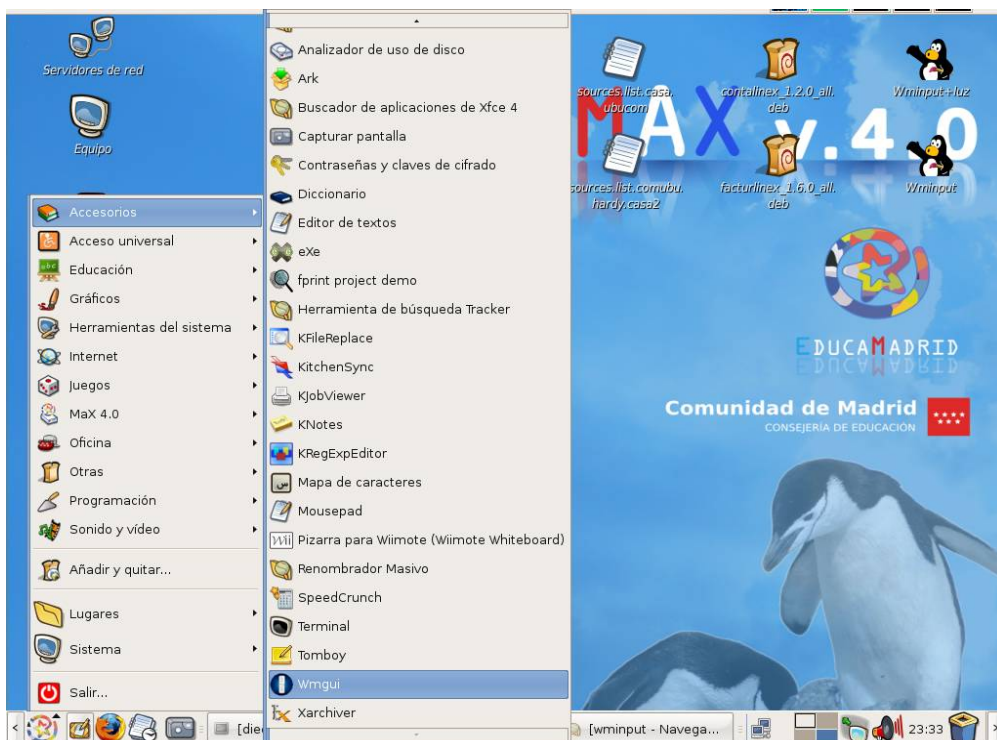 Servidores de red
Equipo
Accesorios
Acceso universal
Educación
Gráficos
Herramientas del sistema
Internet
Juegos
MaX 4.0
Oficina
Otras
Programación
Sonido y vídeo
Añadir y quitar...
Lugares
Sistema
Salir...
Analizador de uso de disco
Ark
Buscador de aplicaciones de Xfce 4
Capturar pantalla
Contraseñas y claves de cifrado
Diccionario
Editor de textos
eXe
fprint project demo
Herramienta de búsqueda Tracker
KFileReplace
KitchenSync
KJobViewer
KNotes
KRegExpEditor
Mapa de caracteres
Mousepad
Wii Pizarra para Wiimote (Wiimote Whiteboard)
Renombrador Masivo
SpeedCrunch
Terminal
Tomboy
Wmgui
Xarchiver
sources.list.casa.
ubucom
contalinex_1.2.0_all.
deb
Wminput+luz
MAX v.4.0
sources.list.comubu.
hardy.casa2
facturlinex_1.6.0_all.
deb
Wminput
EDUCAMADRID
Comunidad de Madrid
CONSEJERÍA DE EDUCACIÓN
[wminput - Navega...
23:33